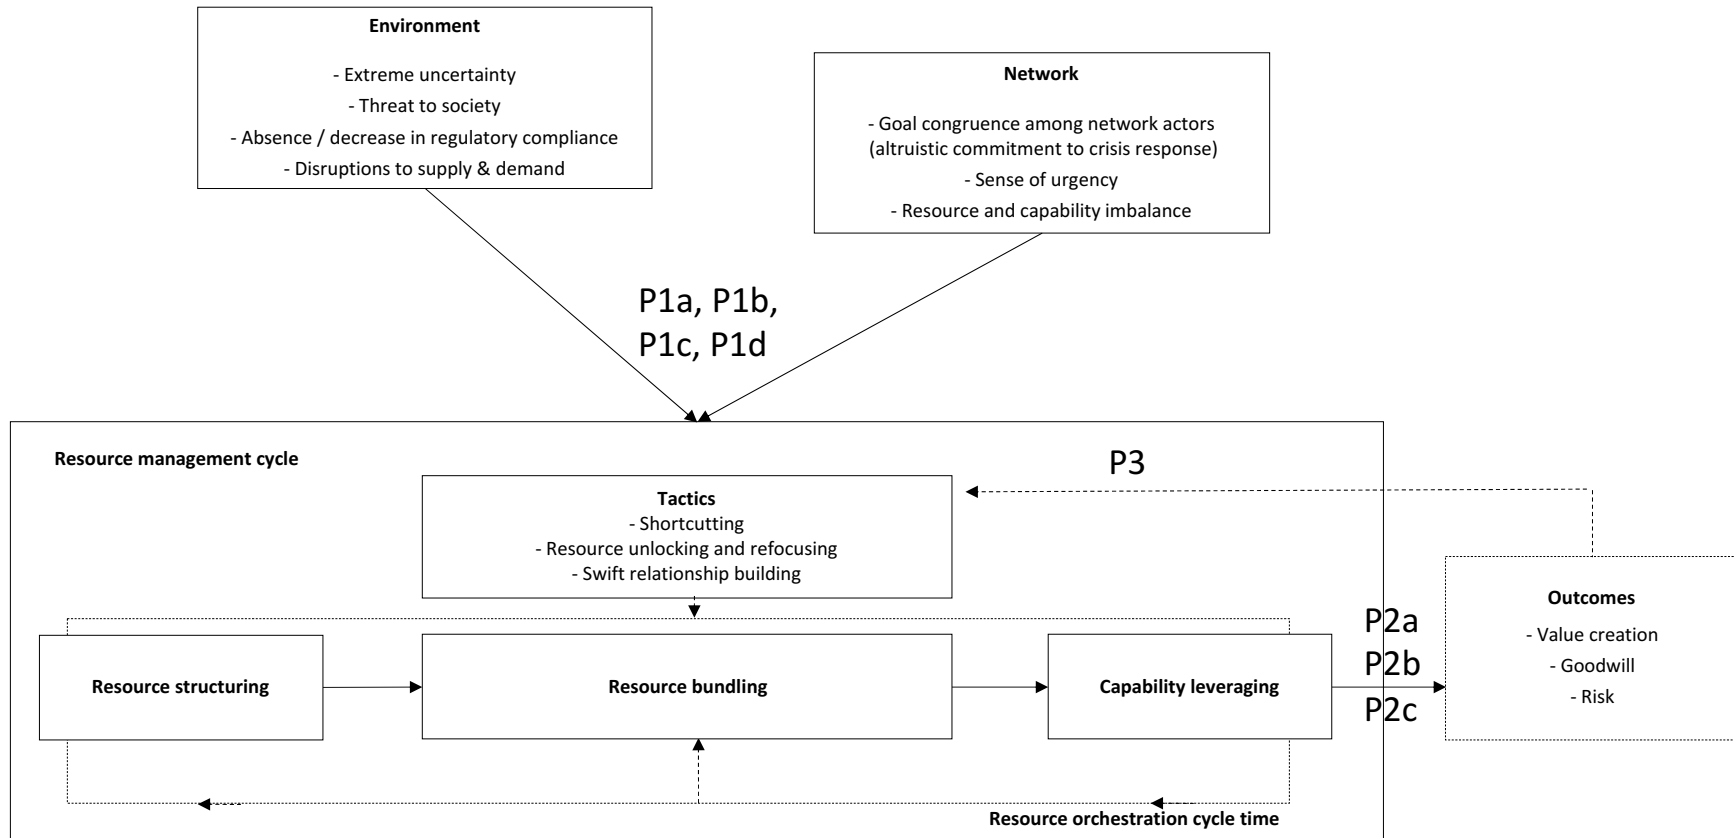 Environment
- Extreme uncertainty
- Threat to society
- Absence / decrease in regulatory compliance
- Disruptions to supply & demand
Network
- Goal congruence among network actors
(altruistic commitment to crisis response)
- Sense of urgency
- Resource and capability imbalance
P1a, P1b,
P1c, P1d
Resource management cycle
P3
Tactics
- Shortcutting
- Resource unlocking and refocusing
- Swift relationship building
Resource structuring
Resource bundling
Capability leveraging
P2a
P2b
P2c
Outcomes
- Value creation
- Goodwill
- Risk
Resource orchestration cycle time